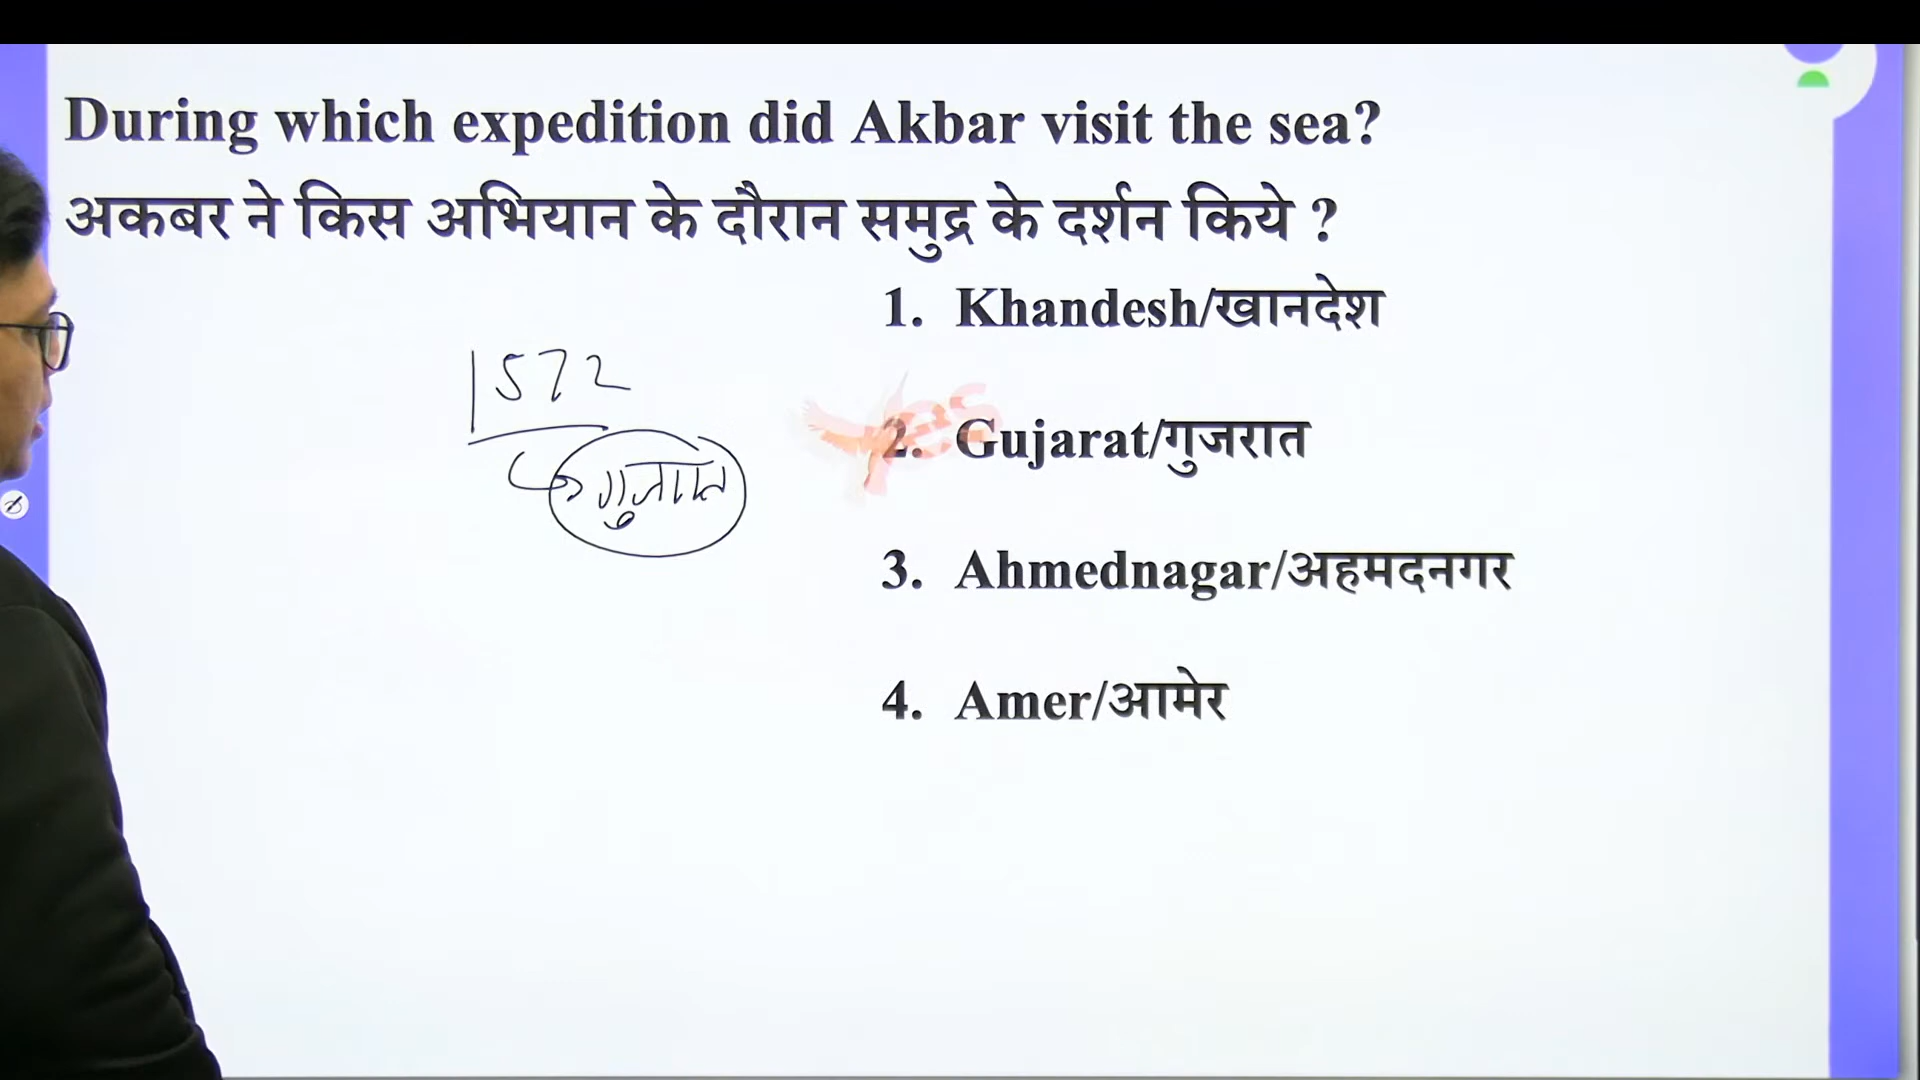 During which expedition did Akbar visit the sea?
अकबर ने किस अभियान के दौरान समुद्र के दर्शन किये ?
1. Khandesh/खानदेश
1572
2. Gujarat/गुजरात
गुजरात
3. Ahmednagar/अहमदनगर
4. Amer/आमेर